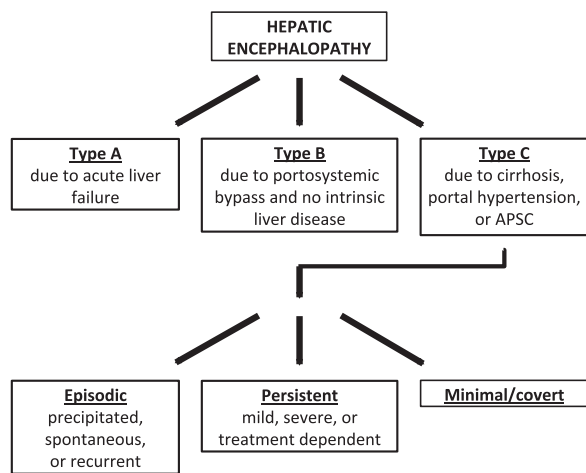 HEPATIC
ENCEPHALOPATHY
Type A
due to acute liver
failure
Type B
due to portosystemic
bypass and no intrinsic
liver disease
Type C
due to cirrhosis,
portal hypertension,
or APSC
Episodic
precipitated,
spontaneous,
or recurrent
Persistent
mild, severe, or
treatment dependent
Minimal/covert